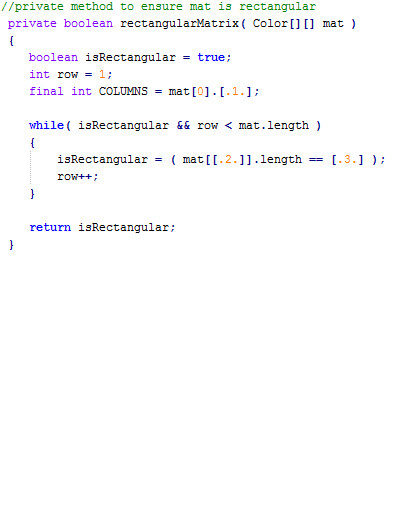 //private method to ensure mat is rectangular
private boolean rectangularMatrix( Color[][] mat )
{
boolean isRectangular = true;
int row = 1;
final int COLUMNS = mat[0].[.1.];
while( isRectangular && row < mat.length )
{
isRectangular = ( mat[[.2.]].length == [.3.] );
row++;
}
return isRectangular;
}